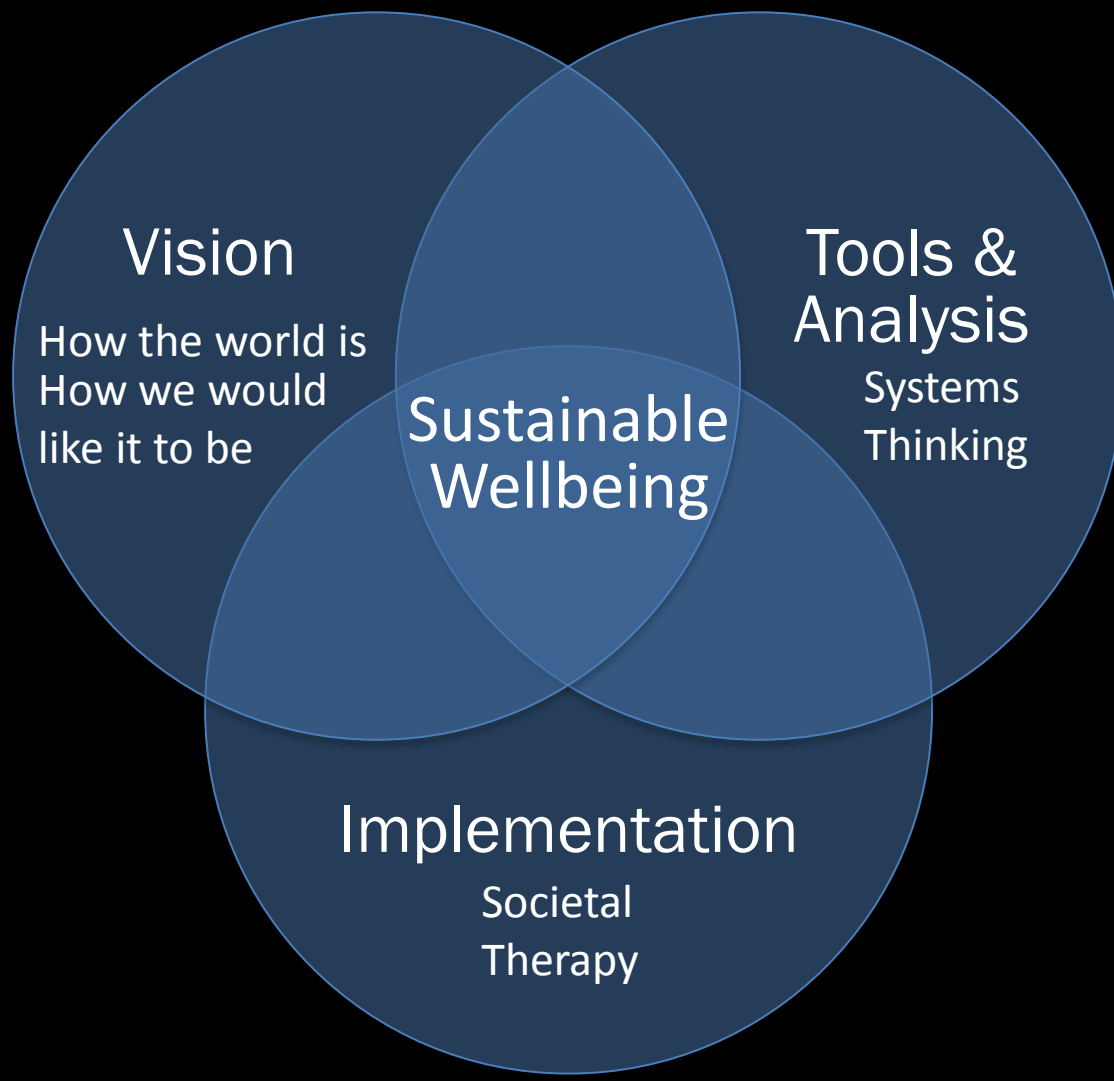 Vision
How the world is
How we would
like it to be
Tools &
Analysis
Systems
Thinking
Sustainable
Wellbeing
Implementation
Societal
Therapy